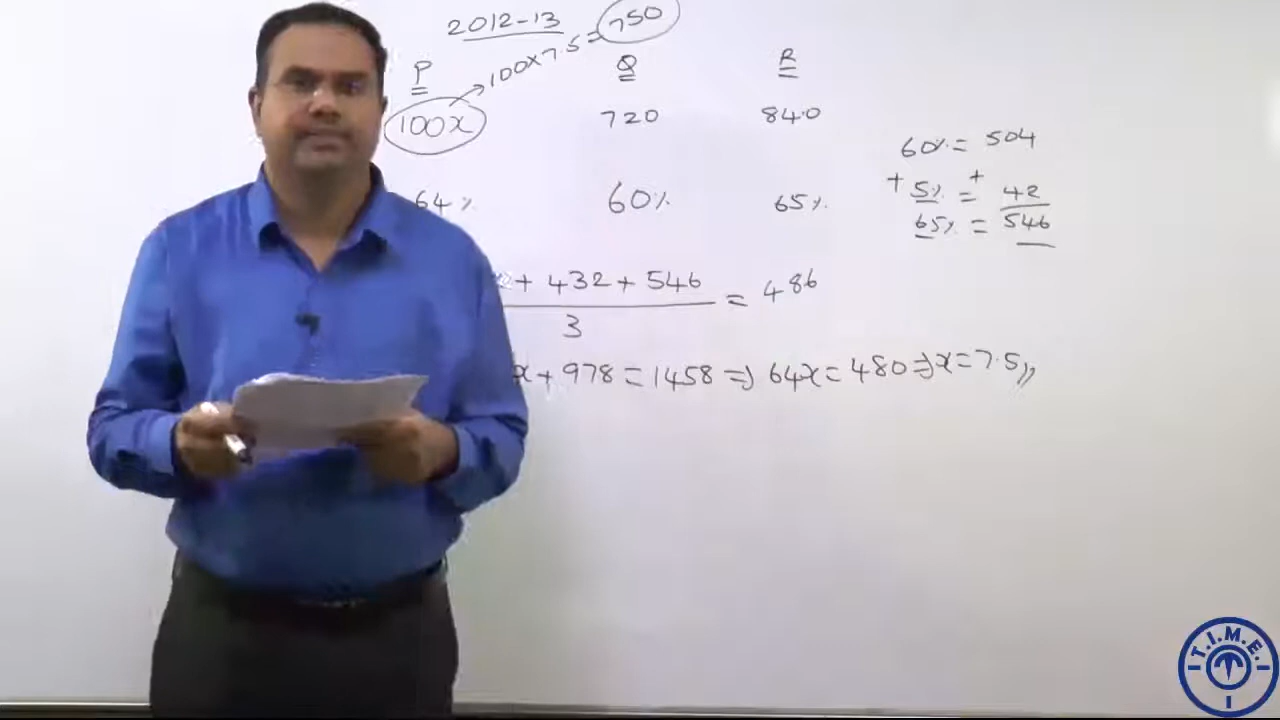 2012-13
100x7.5 = 750
P Q R
100x 720 840
64% 60% 65%
60% = 504
+ 5% = + 42
65% = 546
+ 432 + 546 = 486
3
x + 978 = 1458 => 64x = 480 => x = 7.5,,
T.I.M.E.